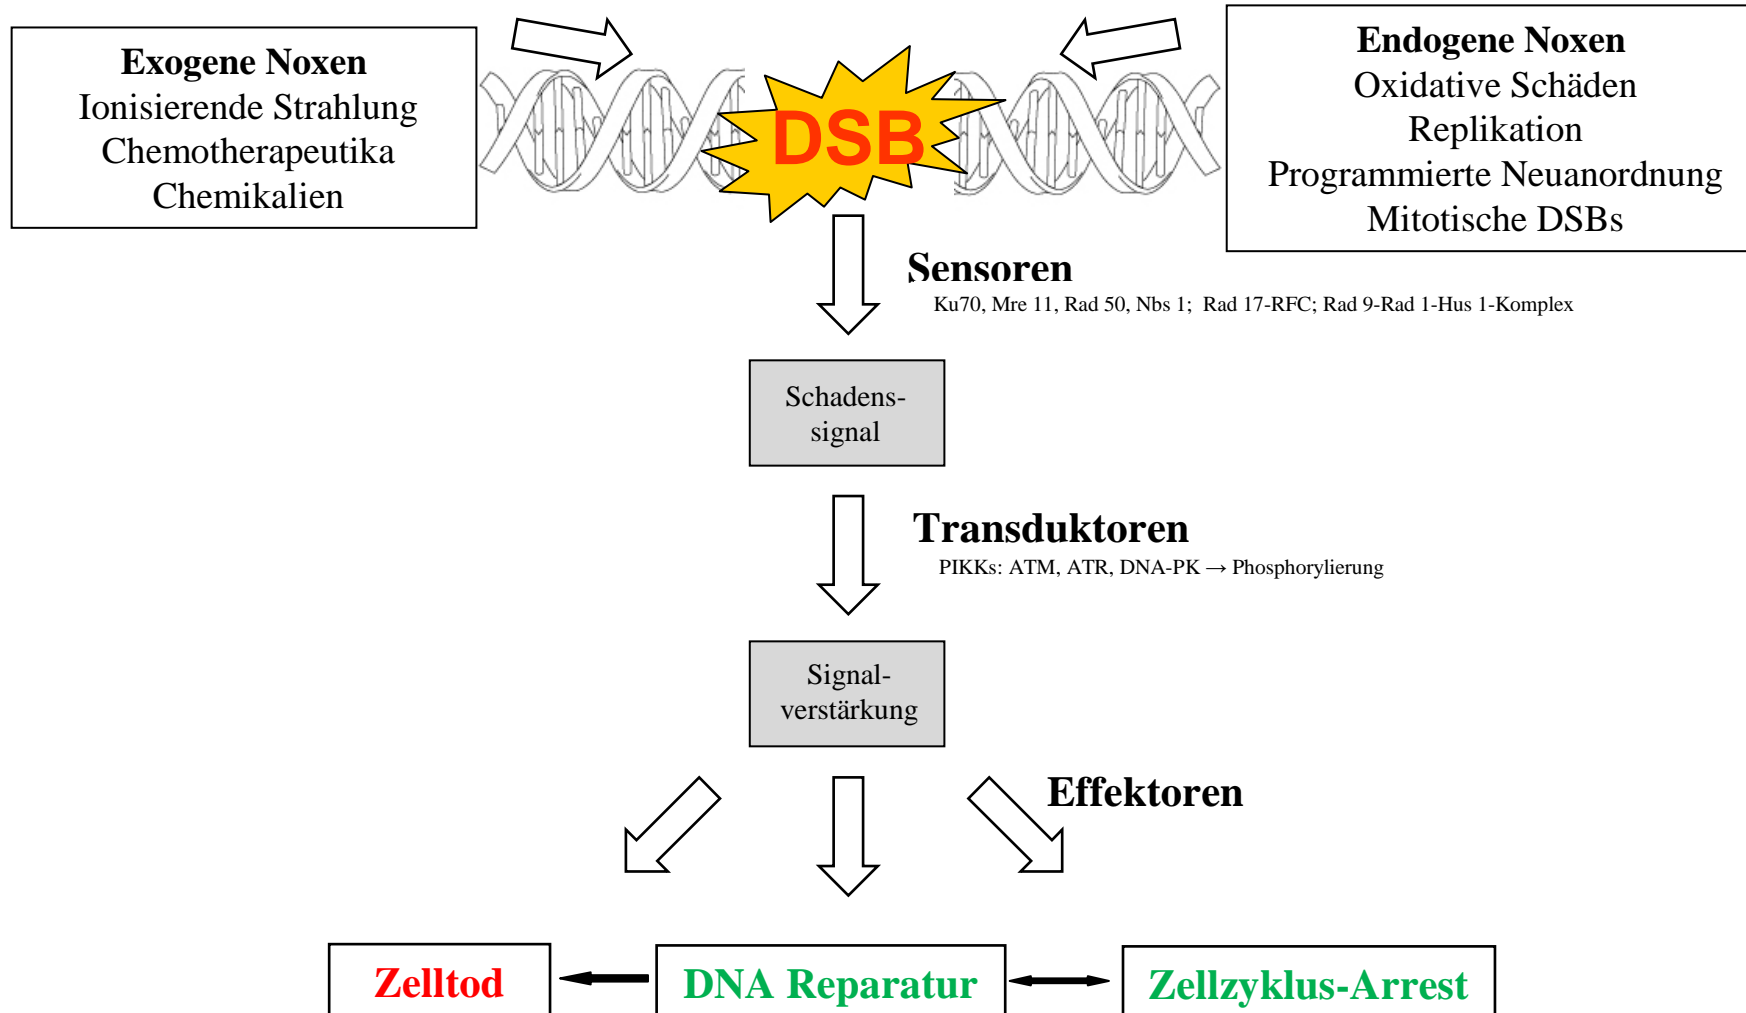 Exogene Noxen
Ionisierende Strahlung
Chemotherapeutika
Chemikalien
DSB
Endogene Noxen
Oxidative Schäden
Replikation
Programmierte Neuanordnung
Mitotische DSBs
Sensoren
Ku70, Mre 11, Rad 50, Nbs 1;  Rad 17-RFC; Rad 9-Rad 1-Hus 1-Komplex
Schadens-
signal
Transduktoren
PIKKs: ATM, ATR, DNA-PK → Phosphorylierung
Signal-
verstärkung
Effektoren
Zelltod
DNA Reparatur
Zellzyklus-Arrest